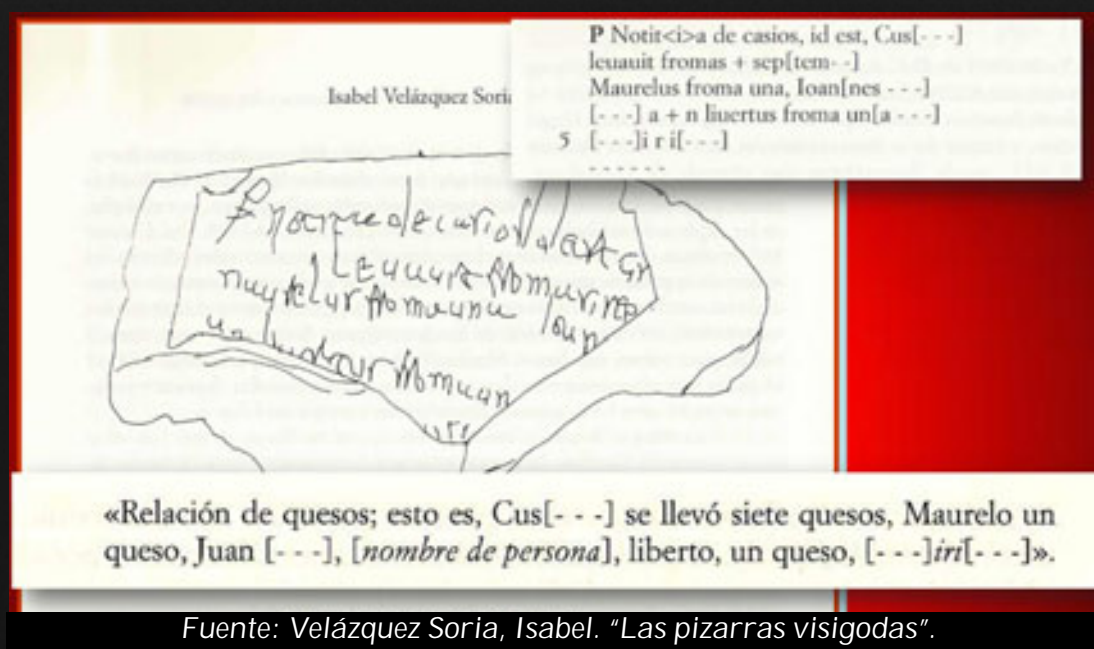 Isabel Velázquez Soria
P Notit<i>a de casios, id est, Cus[- - -]
leuauit fromas + sep[tem- -]
Maurelus froma una, Ioan[nes - - -]
[- - -] a + n liuertus froma un[a - - -]
5 [- - -]i r i[- - -]
- - - - - -
«Relación de quesos; esto es, Cus[- - -] se llevó siete quesos, Maurelo un
queso, Juan [- - -], [nombre de persona], liberto, un queso, [- - -]iri[- - -]».
Fuente: Velázquez Soria, Isabel. "Las pizarras visigodas".